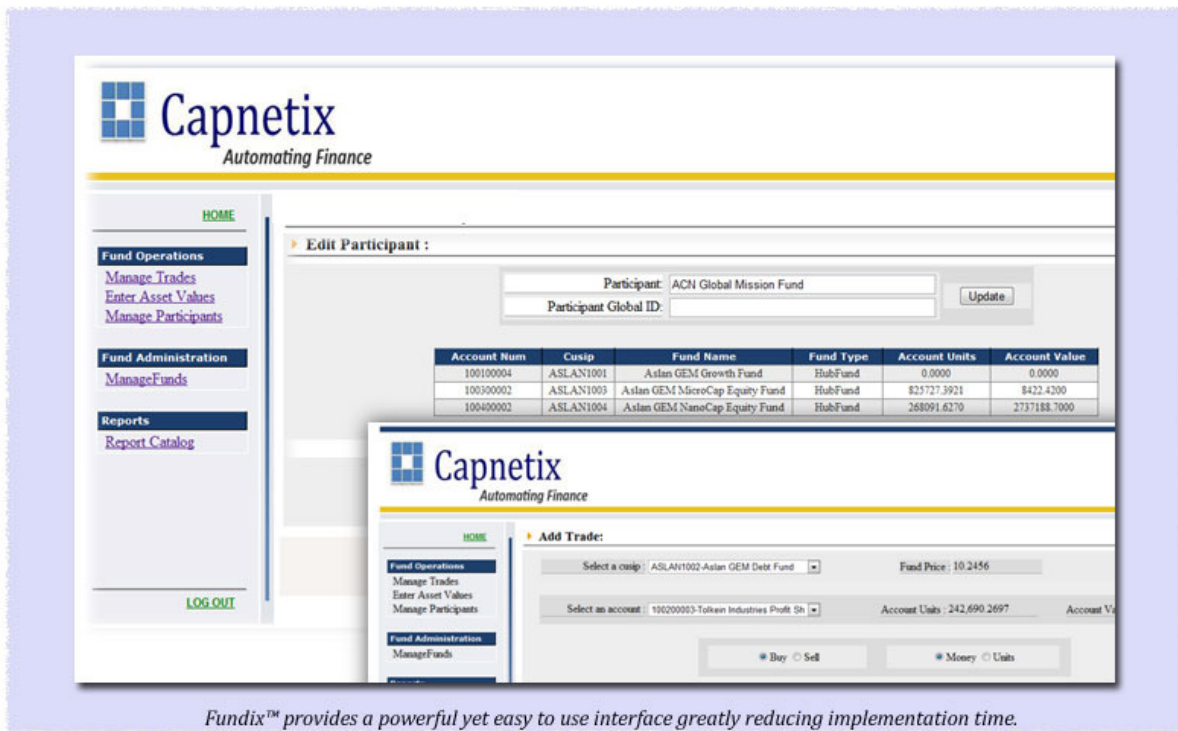 Capnetix
Automating Finance
HOME
Fund Operations
Manage Trades
Enter Asset Values
Manage Participants
Fund Administration
ManageFunds
Reports
Report Catalog
LOG OUT
Edit Participant :
Participant: ACN Global Mission Fund
Update
Participant Global ID:
Account Num Cusip Fund Name Fund Type Account Units Account Value
100100004 ASLAN1001 Aslan GEM Growth Fund HubFund 0.0000 0.0000
100300002 ASLAN1003 Aslan GEM MicroCap Equity Fund HubFund 825727.3921 8422.4200
100400002 ASLAN1004 Aslan GEM NanoCap Equity Fund HubFund 268091.6270 2737188.7000
Capnetix
Automating Finance
HOME
Fund Operations
Manage Trades
Enter Asset Values
Manage Participants
Fund Administration
ManageFunds
Add Trade:
Select a cusip : ASLAN1002-Aslan GEM Debt Fund Fund Price : 10.2456
Select an account : 100200003-Tolkein Industries Profit Sh Account Units : 242,690.2697 Account Va
Buy Sell Money Units
Fundix™ provides a powerful yet easy to use interface greatly reducing implementation time.